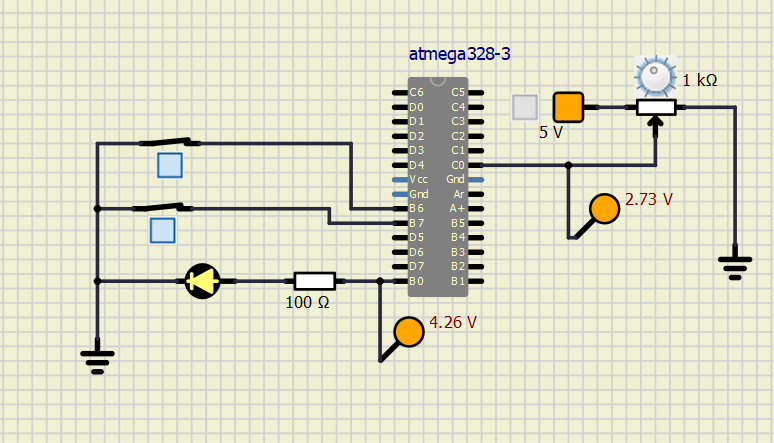 atmega328-3
1 kΩ
5 V
C6 C5
D0 C4
D1 C3
D2 C2
D3 C1
D4 C0
Vcc Gnd
Gnd Ar
B6 A+
B7 B5
D5 B4
D6 B3
D7 B2
B0 B1
2.73 V
100 Ω
4.26 V